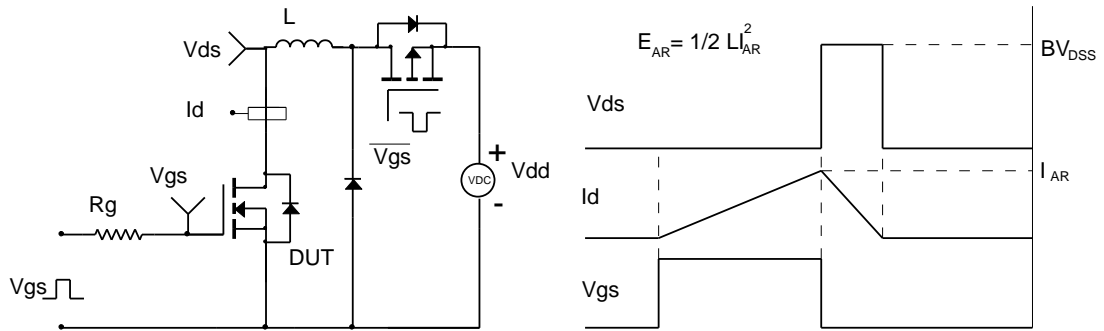 L
Vds
Id
Vgs
+
VDC
Vdd
-
Vgs
Rg
DUT
Vgs
E_AR = 1/2 LI_AR^2
BV_DSS
Vds
I_AR
Id
Vgs